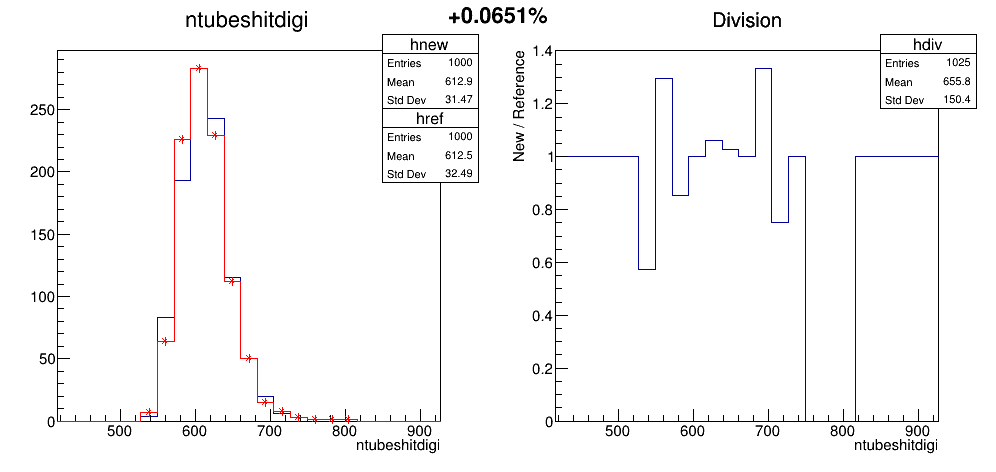 +0.0651%
ntubeshitdigi
hnew
Entries 1000
Mean 612.9
Std Dev 31.47
href
Entries 1000
Mean 612.5
Std Dev 32.49
250
200
150
100
50
0
500 600 700 800 900
ntubeshitdigi
Division
hdiv
Entries 1025
Mean 655.8
Std Dev 150.4
New / Reference
1.4
1.2
1
0.8
0.6
0.4
0.2
0
500 600 700 800 900
ntubeshitdigi